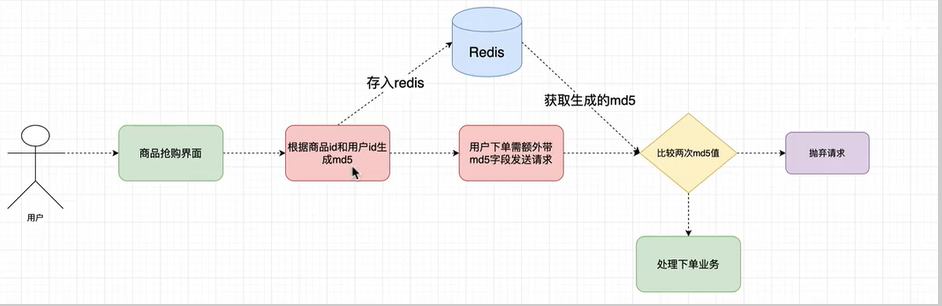 Redis
存入redis
获取生成的md5
商品抢购界面
根据商品id和用户id生
成md5
用户下单需额外带
md5字段发送请求
比较两次md5值
抛弃请求
用户
处理下单业务